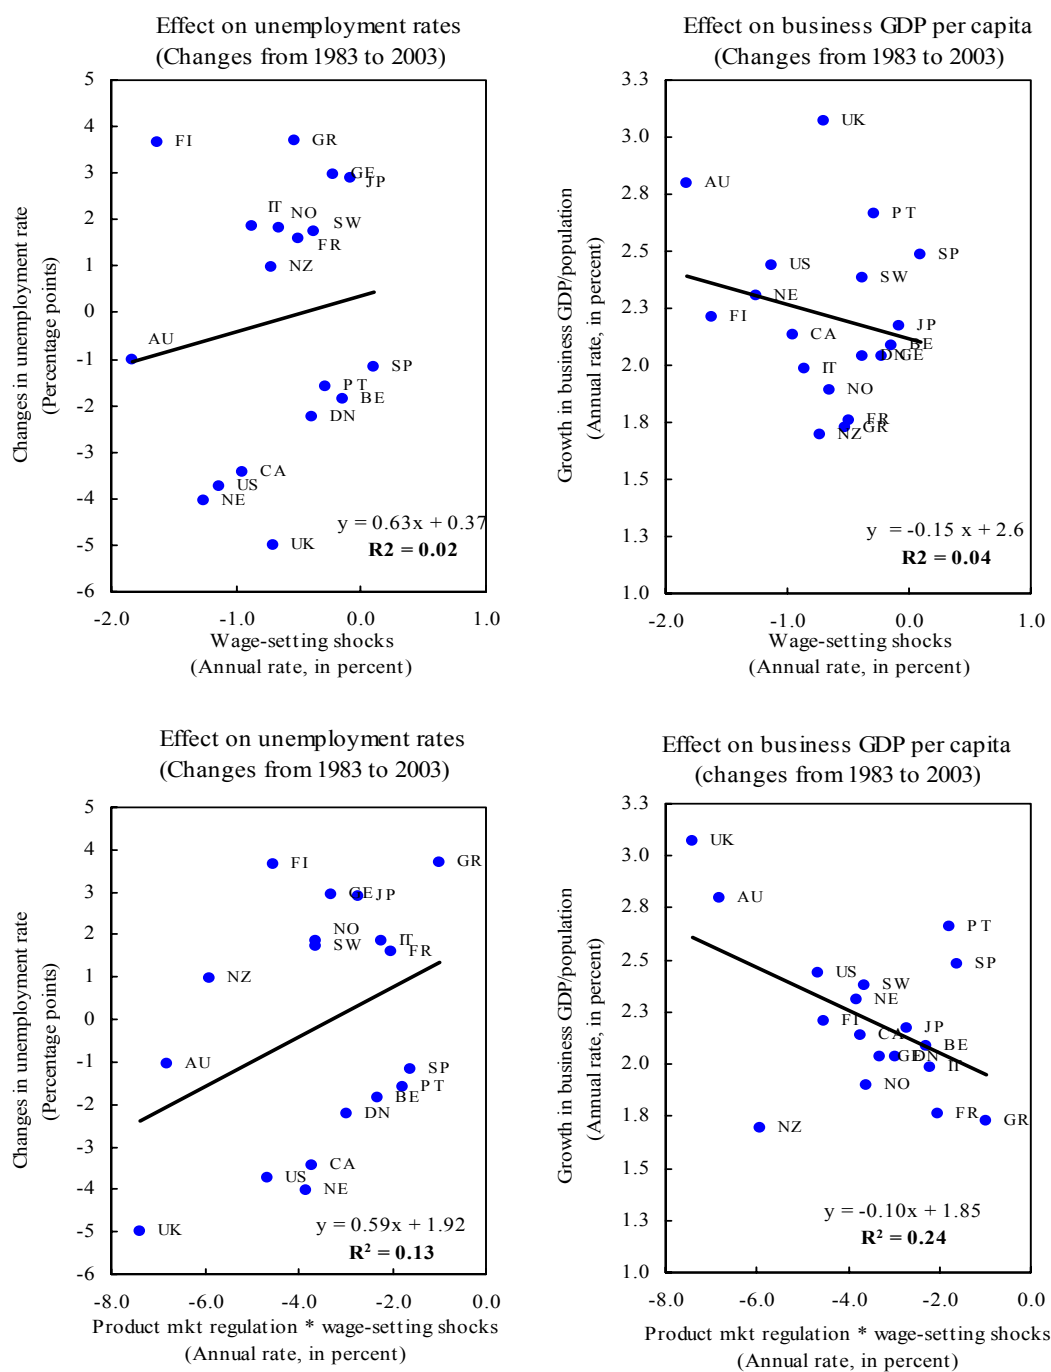 Effect on unemployment rates
(Changes from 1983 to 2003)
5
4
3
2
1
0
-1
-2
-3
-4
-5
-6
Changes in unemployment rate
(Percentage points)
FI
GR
GE
JP
IT
NO
SW
FR
NZ
AU
SP
PT
BE
DN
CA
US
NE
UK
y = 0.63x + 0.37
R2 = 0.02
-2.0
-1.0
0.0
1.0
Wage-setting shocks
(Annual rate, in percent)
Effect on business GDP per capita
(Changes from 1983 to 2003)
3.3
3.0
2.8
2.5
2.3
2.0
1.8
1.5
1.3
1.0
Growth in business GDP/population
(Annual rate, in percent)
UK
AU
PT
SP
US
SW
NE
FI
JP
CA
BE
DN
GE
IT
NO
FR
GR
NZ
y = -0.15 x + 2.6
R2 = 0.04
-2.0
-1.0
0.0
1.0
Wage-setting shocks
(Annual rate, in percent)
Effect on unemployment rates
(Changes from 1983 to 2003)
5
4
3
2
1
0
-1
-2
-3
-4
-5
-6
Changes in unemployment rate
(Percentage points)
FI
GR
GE
JP
NO
SW
IT
FR
NZ
AU
SP
PT
BE
DN
CA
US
NE
UK
y = 0.59x + 1.92
R² = 0.13
-8.0
-6.0
-4.0
-2.0
0.0
Product mkt regulation * wage-setting shocks
(Annual rate, in percent)
Effect on business GDP per capita
(changes from 1983 to 2003)
3.3
3.0
2.8
2.5
2.3
2.0
1.8
1.5
1.3
1.0
Growth in business GDP/population
(Annual rate, in percent)
UK
AU
PT
SP
US
SW
NE
FI
JP
CA
BE
GE
DN
IT
NO
FR
GR
NZ
y = -0.10x + 1.85
R² = 0.24
-8.0
-6.0
-4.0
-2.0
0.0
Product mkt regulation * wage-setting shocks
(Annual rate, in percent)